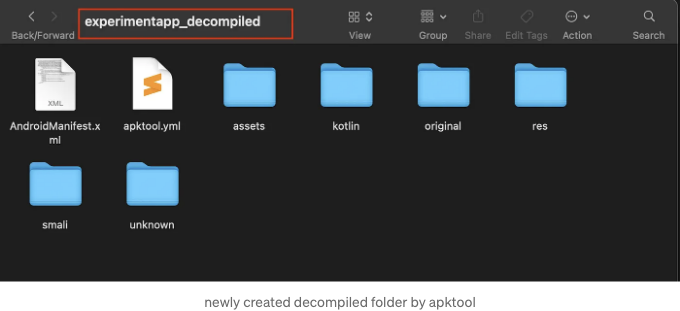 experimentapp_decompiled
Back/Forward View Group Share Edit Tags Action Search
XML
AndroidManifest.x
ml
apktool.yml
assets
kotlin
original
res
smali
unknown
newly created decompiled folder by apktool